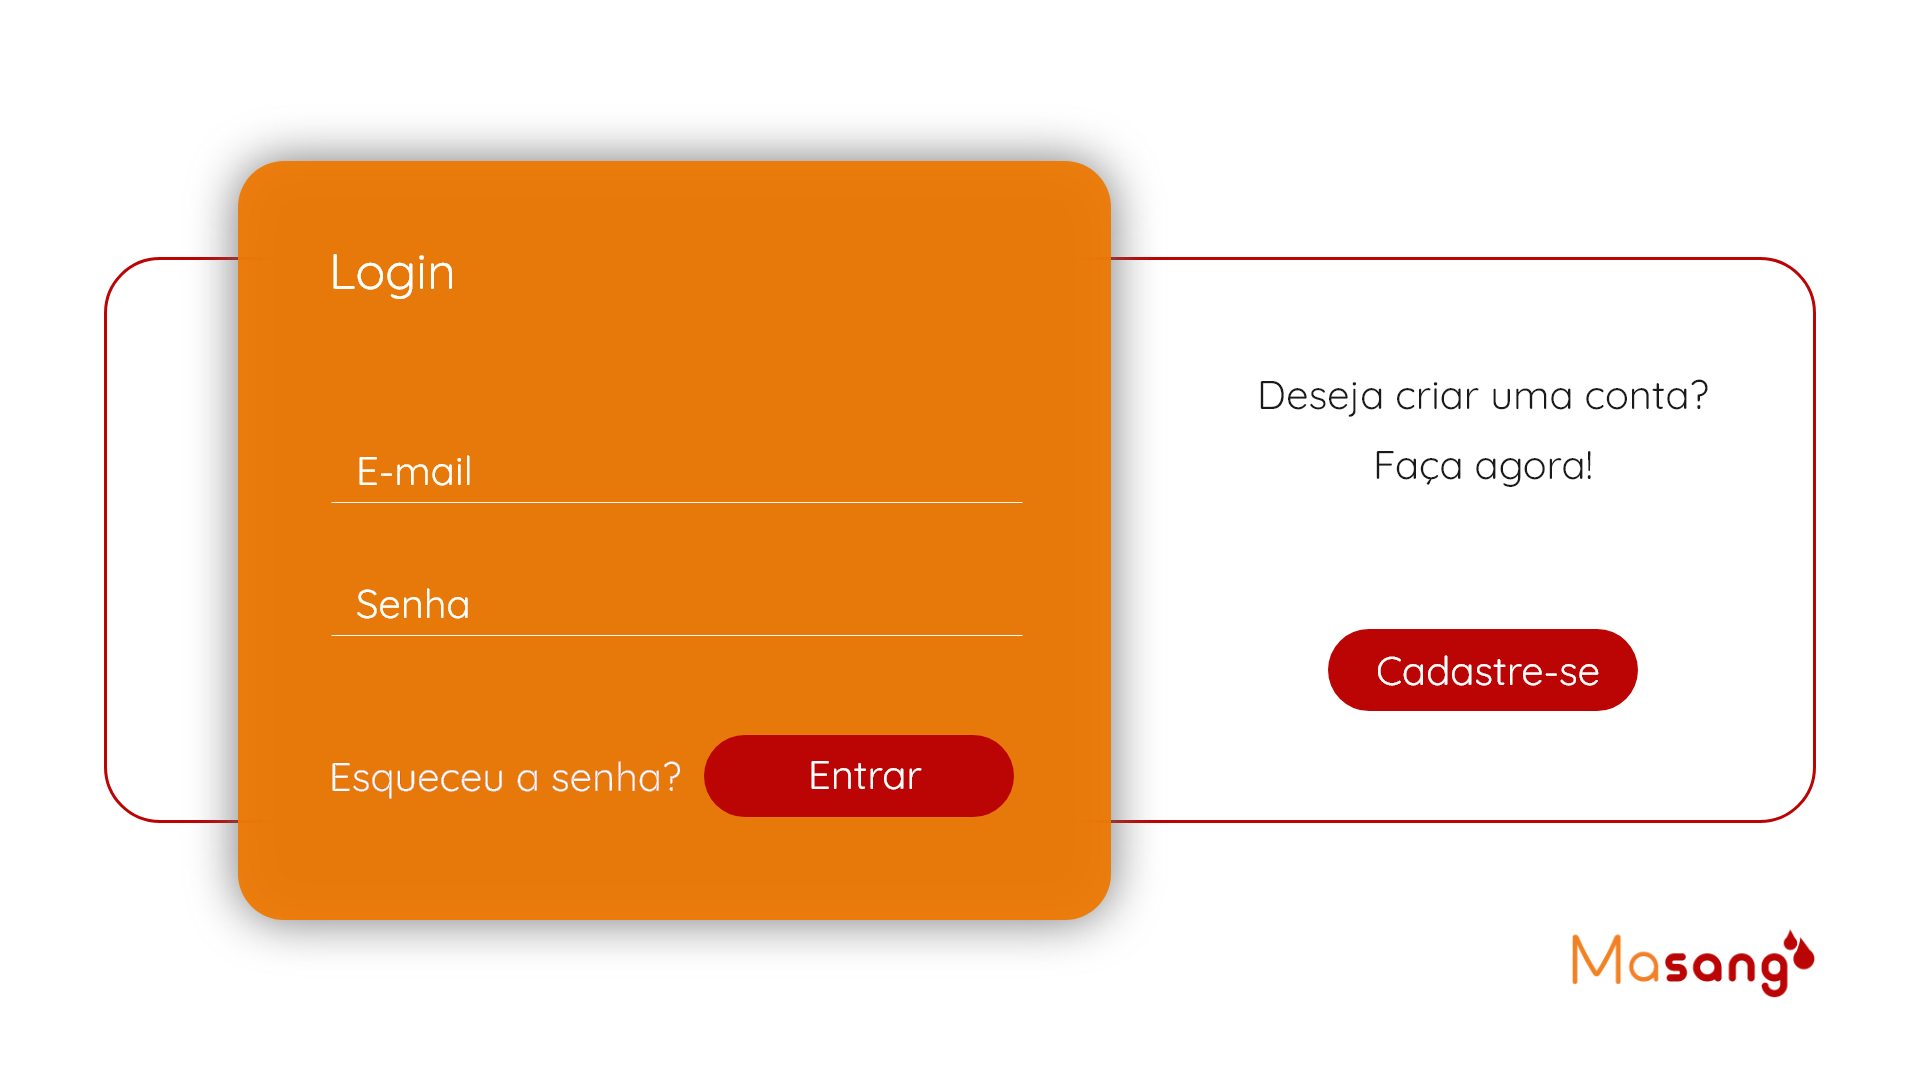 Login
E-mail
Senha
Esqueceu a senha?
Entrar
Deseja criar uma conta?
Faça agora!
Cadastre-se
Masang